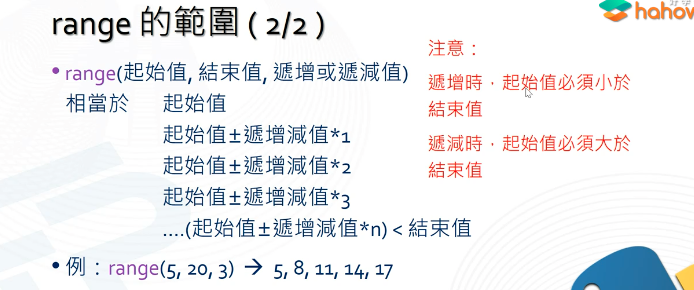 range 的範圍 ( 2/2 )
hahow
• range(起始值, 結束值, 遞增或遞減值)
相當於 起始值
起始值±遞增減值*1
起始值±遞增減值*2
起始值±遞增減值*3
....(起始值±遞增減值*n) < 結束值
• 例：range(5, 20, 3) → 5, 8, 11, 14, 17
注意：
遞增時，起始值必須小於
結束值
遞減時，起始值必須大於
結束值